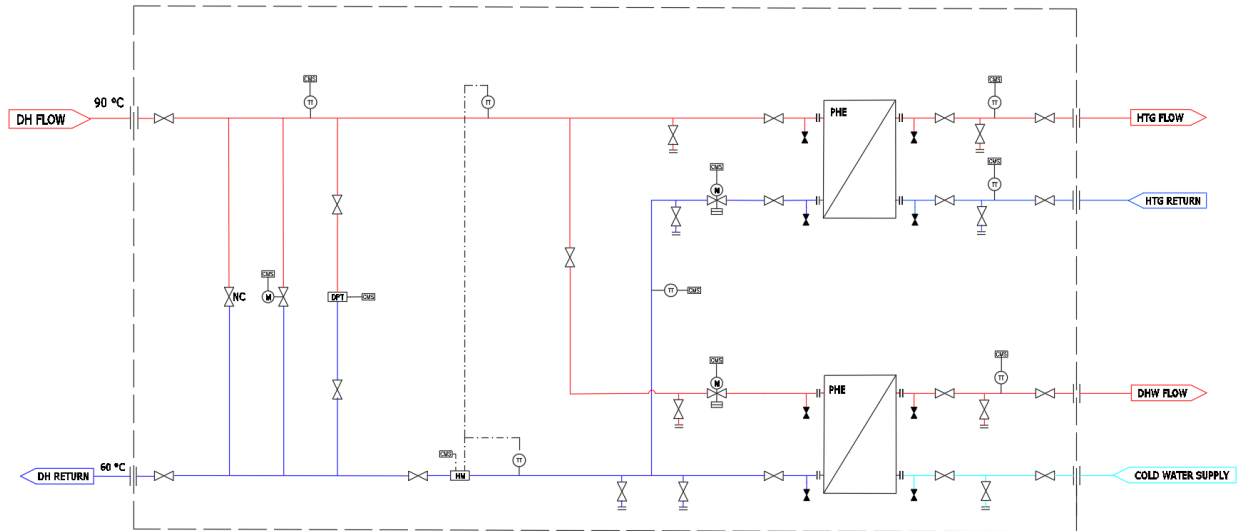 CMS
CMS
90 °C
TT
TT
PHE
TT
DH FLOW
HTG FLOW
CMS
CMS
TT
M
HTG RETURN
CMS
NC
M
DPT
CMS
TT
CMS
CMS
CMS
M
PHE
TT
DHW FLOW
CMS
TT
60 °C
DH RETURN
HM
COLD WATER SUPPLY